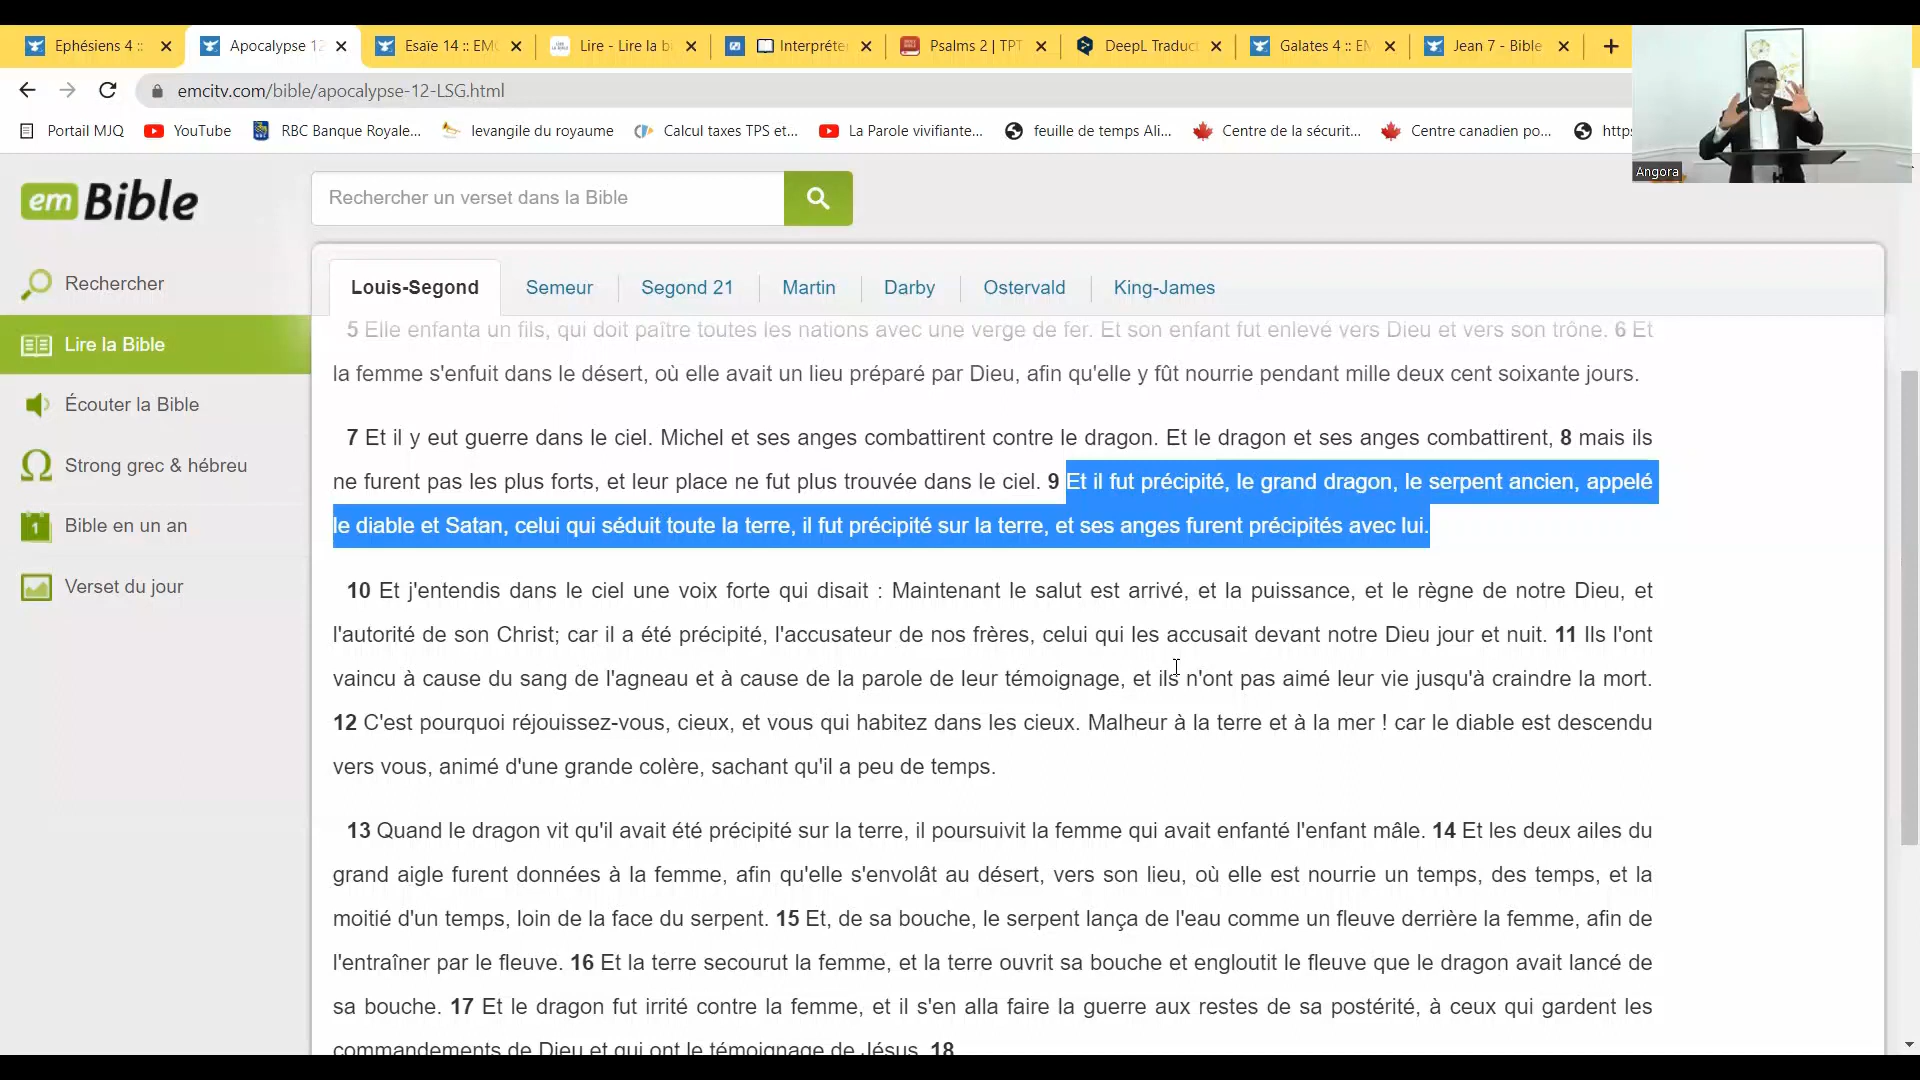 Ephésiens 4 ::
Apocalypse 12
Esaïe 14 :: EMC
Lire - Lire la b
Interpréte
Psalms 2 | TPT
DeepL Traduct
Galates 4 :: EM
Jean 7 - Bible
emcitv.com/bible/apocalypse-12-LSG.html
Portail MJQ
YouTube
RBC Banque Royale...
levangile du royaume
Calcul taxes TPS et...
La Parole vivifiante...
feuille de temps Ali...
Centre de la sécurit...
Centre canadien po...
https
Angora
em Bible
Rechercher un verset dans la Bible
Rechercher
Lire la Bible
Écouter la Bible
Strong grec & hébreu
1
Bible en un an
Verset du jour
Louis-Segond
Semeur
Segond 21
Martin
Darby
Ostervald
King-James
5 Elle enfanta un fils, qui doit paître toutes les nations avec une verge de fer. Et son enfant fut enlevé vers Dieu et vers son trône. 6 Et
la femme s'enfuit dans le désert, où elle avait un lieu préparé par Dieu, afin qu'elle y fût nourrie pendant mille deux cent soixante jours.
7 Et il y eut guerre dans le ciel. Michel et ses anges combattirent contre le dragon. Et le dragon et ses anges combattirent, 8 mais ils
ne furent pas les plus forts, et leur place ne fut plus trouvée dans le ciel. 9 Et il fut précipité, le grand dragon, le serpent ancien, appelé
le diable et Satan, celui qui séduit toute la terre, il fut précipité sur la terre, et ses anges furent précipités avec lui.
10 Et j'entendis dans le ciel une voix forte qui disait : Maintenant le salut est arrivé, et la puissance, et le règne de notre Dieu, et
l'autorité de son Christ; car il a été précipité, l'accusateur de nos frères, celui qui les accusait devant notre Dieu jour et nuit. 11 Ils l'ont
vaincu à cause du sang de l'agneau et à cause de la parole de leur témoignage, et ils n'ont pas aimé leur vie jusqu'à craindre la mort.
12 C'est pourquoi réjouissez-vous, cieux, et vous qui habitez dans les cieux. Malheur à la terre et à la mer ! car le diable est descendu
vers vous, animé d'une grande colère, sachant qu'il a peu de temps.
13 Quand le dragon vit qu'il avait été précipité sur la terre, il poursuivit la femme qui avait enfanté l'enfant mâle. 14 Et les deux ailes du
grand aigle furent données à la femme, afin qu'elle s'envolât au désert, vers son lieu, où elle est nourrie un temps, des temps, et la
moitié d'un temps, loin de la face du serpent. 15 Et, de sa bouche, le serpent lança de l'eau comme un fleuve derrière la femme, afin de
l'entraîner par le fleuve. 16 Et la terre secourut la femme, et la terre ouvrit sa bouche et engloutit le fleuve que le dragon avait lancé de
sa bouche. 17 Et le dragon fut irrité contre la femme, et il s'en alla faire la guerre aux restes de sa postérité, à ceux qui gardent les
commandements de Dieu et qui ont le témoignage de Jésus. 18